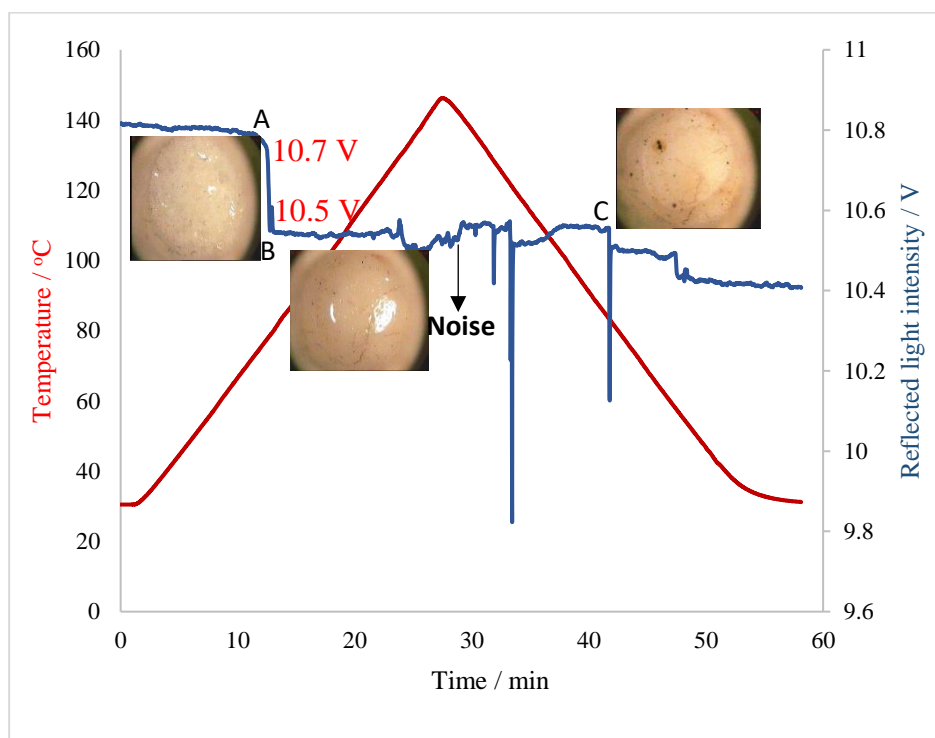 160
140
120
100
80
60
40
20
0
Temperature / °C
11
10.8
10.6
10.4
10.2
10
9.8
9.6
Reflected light intensity / V
A
10.7 V
10.5 V
B
C
Noise
0 10 20 30 40 50 60
Time / min